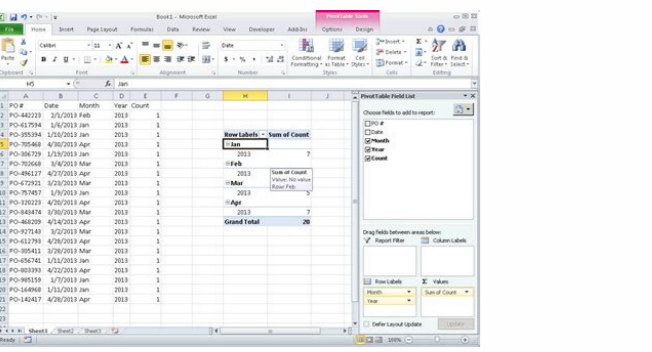 Book1 - Microsoft Excel
PivotTable Tools
File Home Insert Page Layout Formulas Data Review View Developer Add-Ins Options Design
Calibri 11 Date
Paste
Conditional Formatting as Table Cell Styles
Insert
Delete
Format
Sort & Filter Find & Select
Clipboard Font Alignment Number Styles Cells Editing
H5 fx Jan
A B C D E F G H I J
PO # Date Month Year Count
PO-442223 2/1/2013 Feb 2013 1
PO-617594 1/6/2013 Jan 2013 1
PO-355394 1/10/2013 Jan 2013 1
PO-705468 4/30/2013 Apr 2013 1
PO-306729 1/19/2013 Jan 2013 1
PO-702668 3/4/2013 Mar 2013 1
PO-496127 4/27/2013 Apr 2013 1
PO-672921 3/23/2013 Mar 2013 1
PO-757457 1/9/2013 Jan 2013 1
PO-320223 4/20/2013 Apr 2013 1
PO-843474 3/30/2013 Mar 2013 1
PO-468209 4/14/2013 Apr 2013 1
PO-927143 3/2/2013 Mar 2013 1
PO-612793 4/28/2013 Apr 2013 1
PO-305411 3/28/2013 Mar 2013 1
PO-656741 1/11/2013 Jan 2013 1
PO-803393 4/22/2013 Apr 2013 1
PO-985159 1/7/2013 Jan 2013 1
PO-164968 1/11/2013 Jan 2013 1
PO-142417 4/28/2013 Apr 2013 1
Row Labels Sum of Count
Jan
2013 7
Feb
2013
Mar
2013 5
Apr
2013 7
Grand Total 28
Sum of Count
Value: No value
Row: Feb
PivotTable Field List
Choose fields to add to report:
PO #
Date
Month
Year
Count
Drag fields between areas below:
Report Filter Column Labels
Row Labels Σ Values
Month Sum of Count
Year
Defer Layout Update Update
Sheet1 Sheet2 Sheet3
Ready 100%